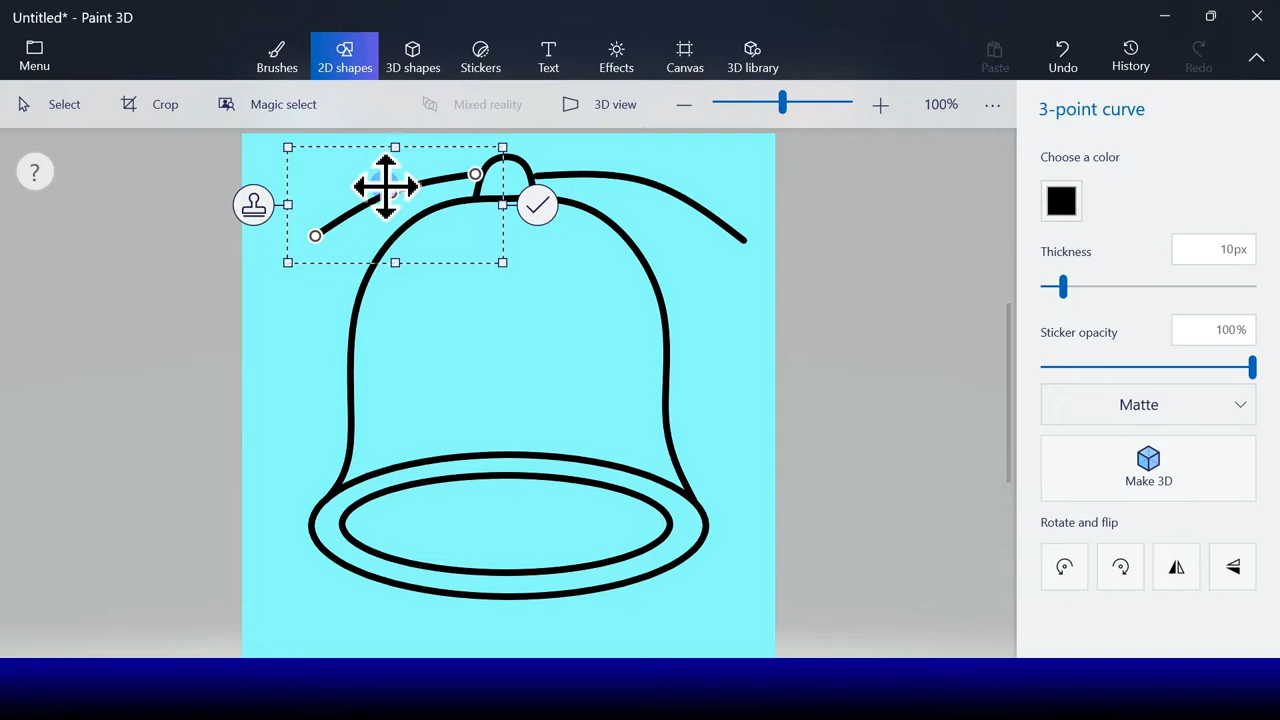 Untitled* - Paint 3D
Menu
Brushes
2D shapes
3D shapes
Stickers
Text
Effects
Canvas
3D library
Paste
Undo
History
Redo
Select
Crop
Magic select
Mixed reality
3D view
100%
?
3-point curve
Choose a color
Thickness
10px
Sticker opacity
100%
Matte
Make 3D
Rotate and flip